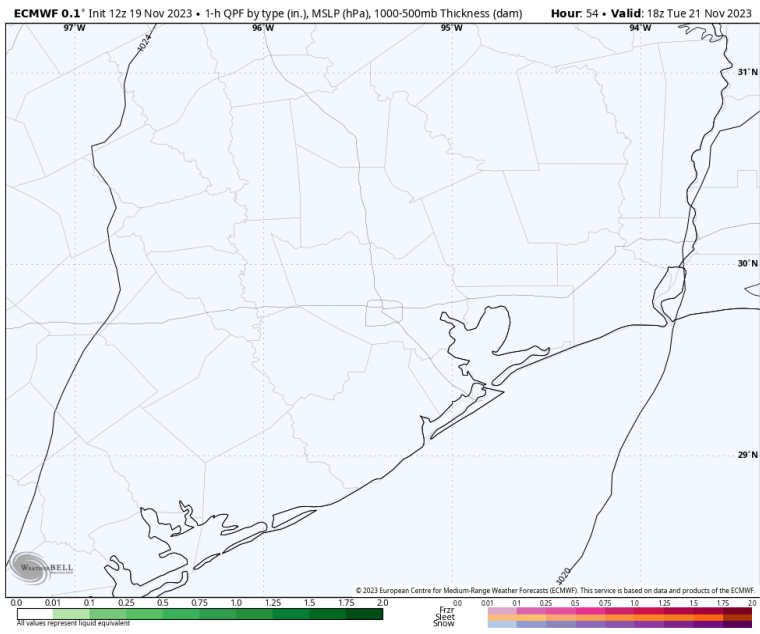 ECMWF 0.1° Init 12z 19 Nov 2023 • 1-h QPF by type (in.), MSLP (hPa), 1000-500mb Thickness (dam) Hour: 54 • Valid: 18z Tue 21 Nov 2023
97°W 96°W 95°W 94°W
1024
31°N
30°N
29°N
1020
WEATHERBELL
© 2023 European Centre for Medium-Range Weather Forecasts (ECMWF). This service is based on data and products of the ECMWF.
0.0 0.01 0.1 0.25 0.5 0.75 1.0 1.25 1.5 1.75 2.0 0.0 0.01 0.1 0.25 0.5 0.75 1.0 1.25 1.5 1.75 2.0
Frzr
Sleet
Snow
All values represent liquid equivalent